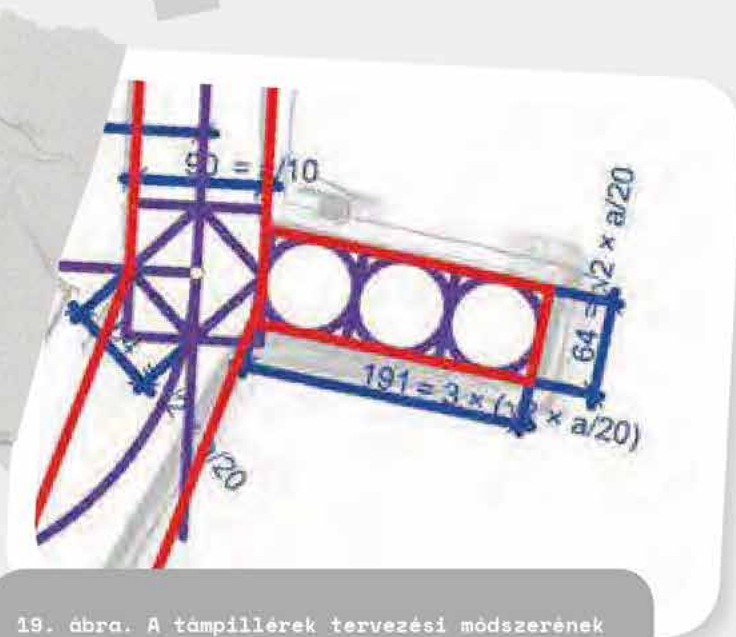 90 = a/10
64 = √2 × a/20
191 = 3 × (√2 × a/20)
/20
19. ábra. A támpillérek tervezési módszerének